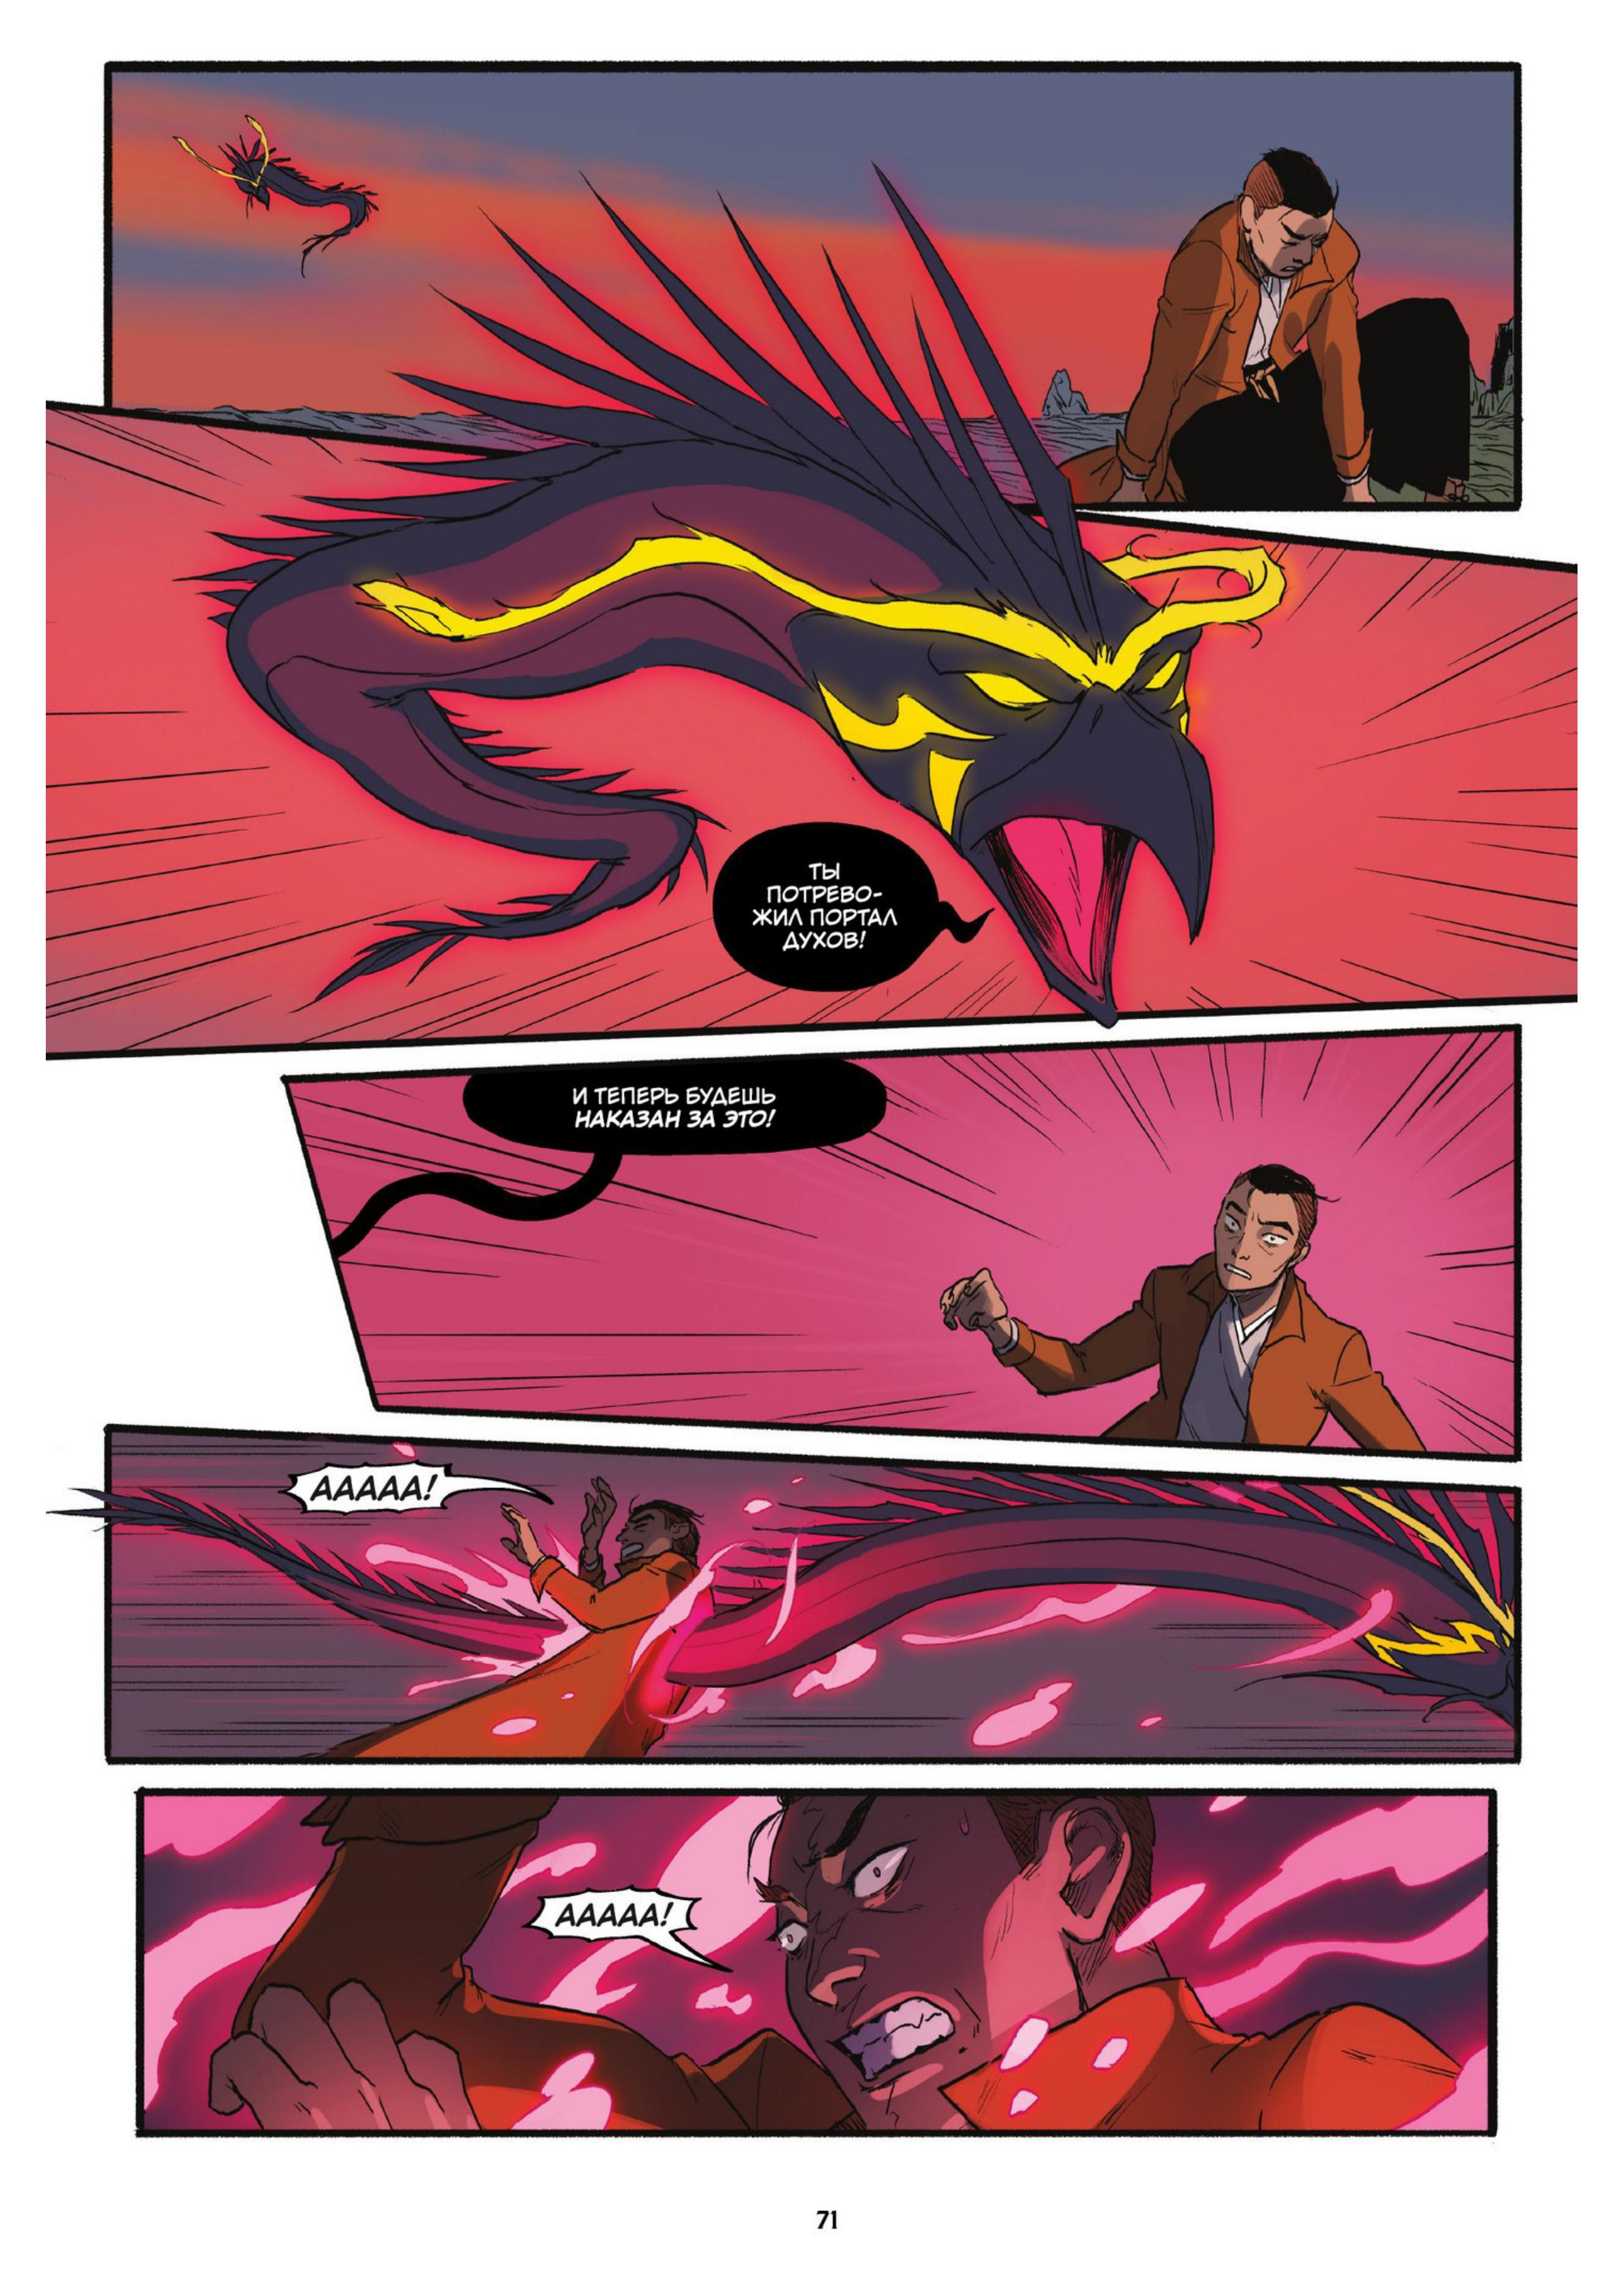 ТЫ
ПОТРЕВО-
ЖИЛ ПОРТАЛ
ДУХОВ!
И ТЕПЕРЬ БУДЕШЬ
НАКАЗАН ЗА ЭТО!
ААААА!
ААААА!
71